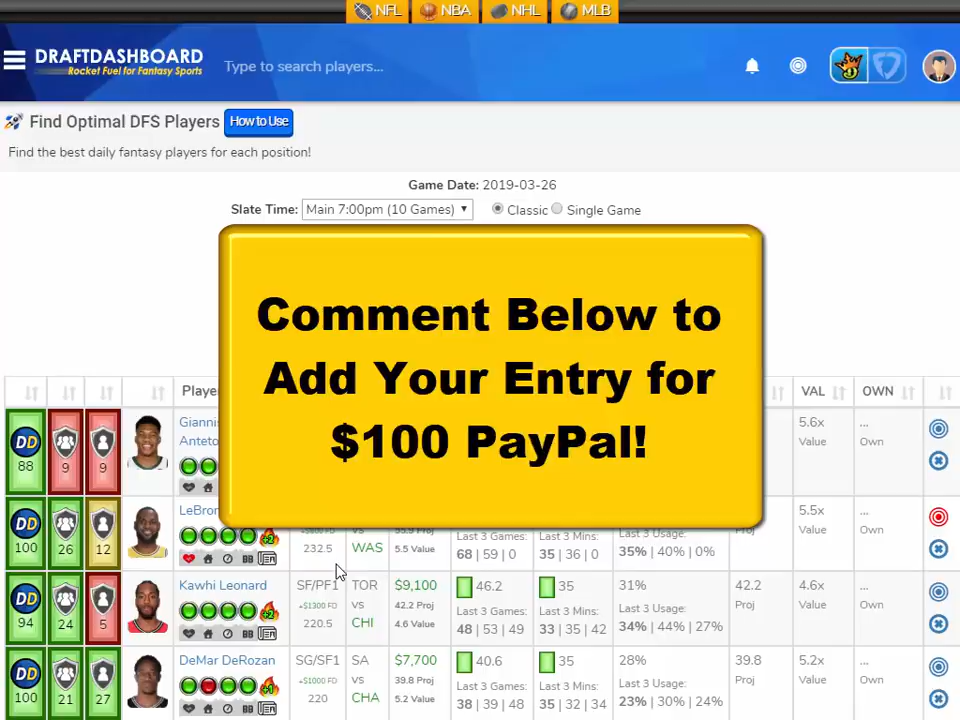 NFL NBA NHL MLB
DRAFTDASHBOARD
Rocket Fuel for Fantasy Sports
Type to search players...
Find Optimal DFS Players How to Use
Find the best daily fantasy players for each position!
Game Date: 2019-03-26
Slate Time: Main 7:00pm (10 Games) Classic Single Game
Comment Below to
Add Your Entry for
$100 PayPal!
VAL OWN
DD 88 9 9 Giannis 5.6x Value ... Own
DD 100 26 12 232.5 WAS 5.5 Value Last 3 Games: 68 | 59 | 0 Last 3 Mins: 35 | 36 | 0 Last 3 Usage: 35% | 40% | 0% Proj 5.5x Value ... Own
+2 BB
DD 94 24 5 Kawhi Leonard SF/PF1 TOR $9,100 46.2 35 31% 42.2 4.6x ...
+2 +$1300 FD VS 42.2 Proj Last 3 Games: Last 3 Mins: Last 3 Usage: Proj Value Own
BB 220.5 CHI 4.6 Value 48 | 53 | 49 33 | 35 | 42 34% | 44% | 27%
DD 100 21 27 DeMar DeRozan SG/SF1 SA $7,700 40.6 35 28% 39.8 5.2x ...
+1 +$1000 FD VS 39.8 Proj Last 3 Games: Last 3 Mins: Last 3 Usage: Proj Value Own
BB 220 CHA 5.2 Value 38 | 39 | 48 35 | 32 | 34 23% | 30% | 24%